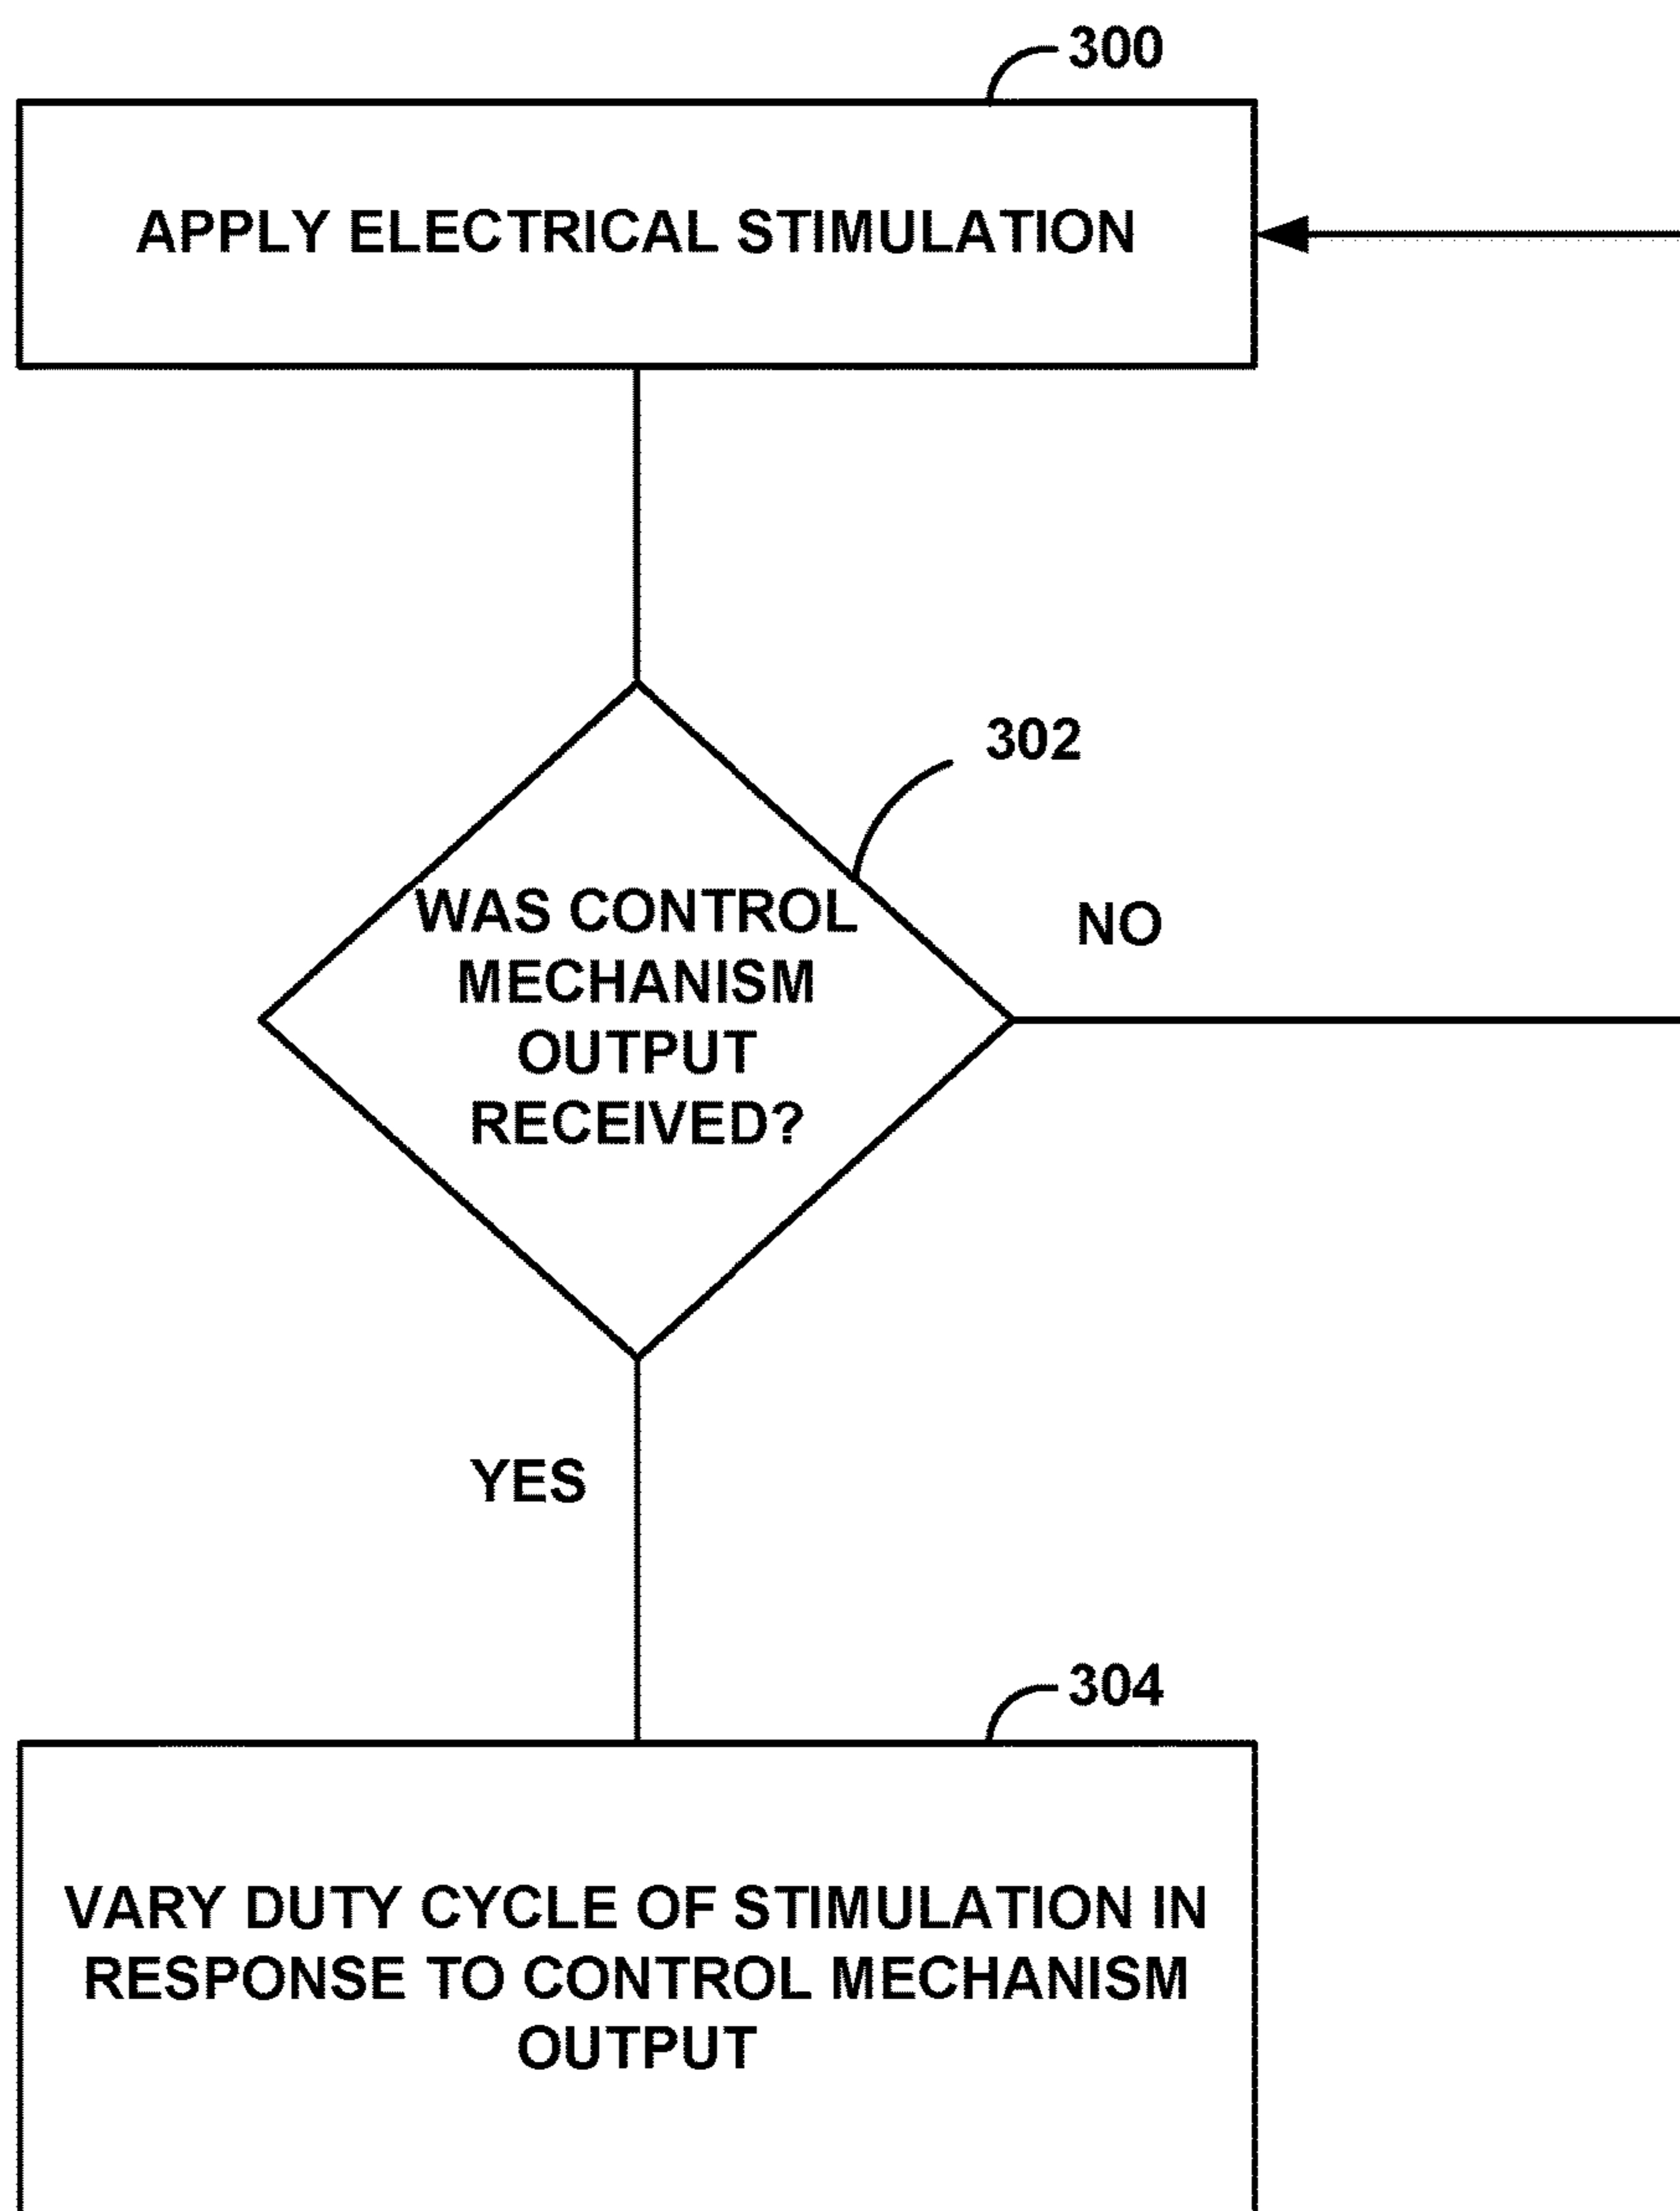 300
APPLY ELECTRICAL STIMULATION
302
WAS CONTROL
MECHANISM
OUTPUT
RECEIVED?
NO
YES
304
VARY DUTY CYCLE OF STIMULATION IN
RESPONSE TO CONTROL MECHANISM
OUTPUT